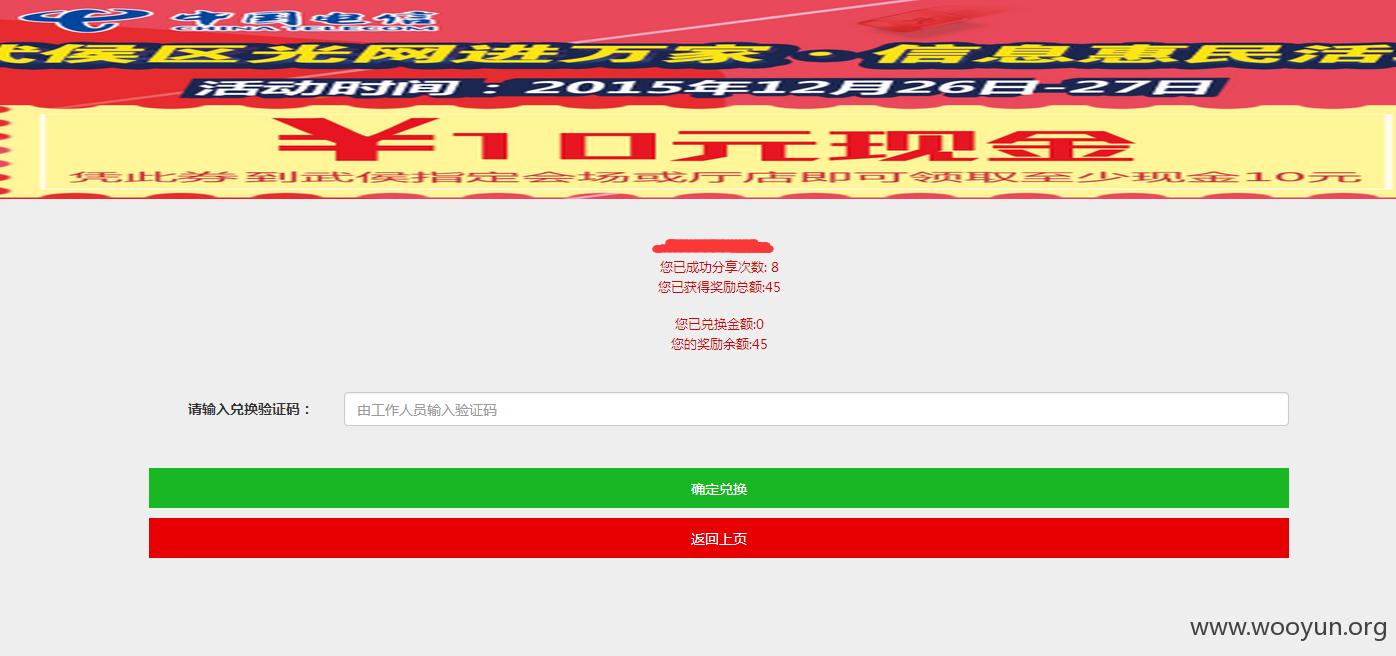 中国电信
CHINA TELECOM
武侯区光网进万家·信息惠民活
活动时间：2015年12月26日-27日
¥10元现金
凭此券到武侯指定会场或厅店即可领取至少现金10元
您已成功分享次数: 8
您已获得奖励总额:45
您已兑换金额:0
您的奖励余额:45
请输入兑换验证码：
由工作人员输入验证码
确定兑换
返回上页
www.wooyun.org